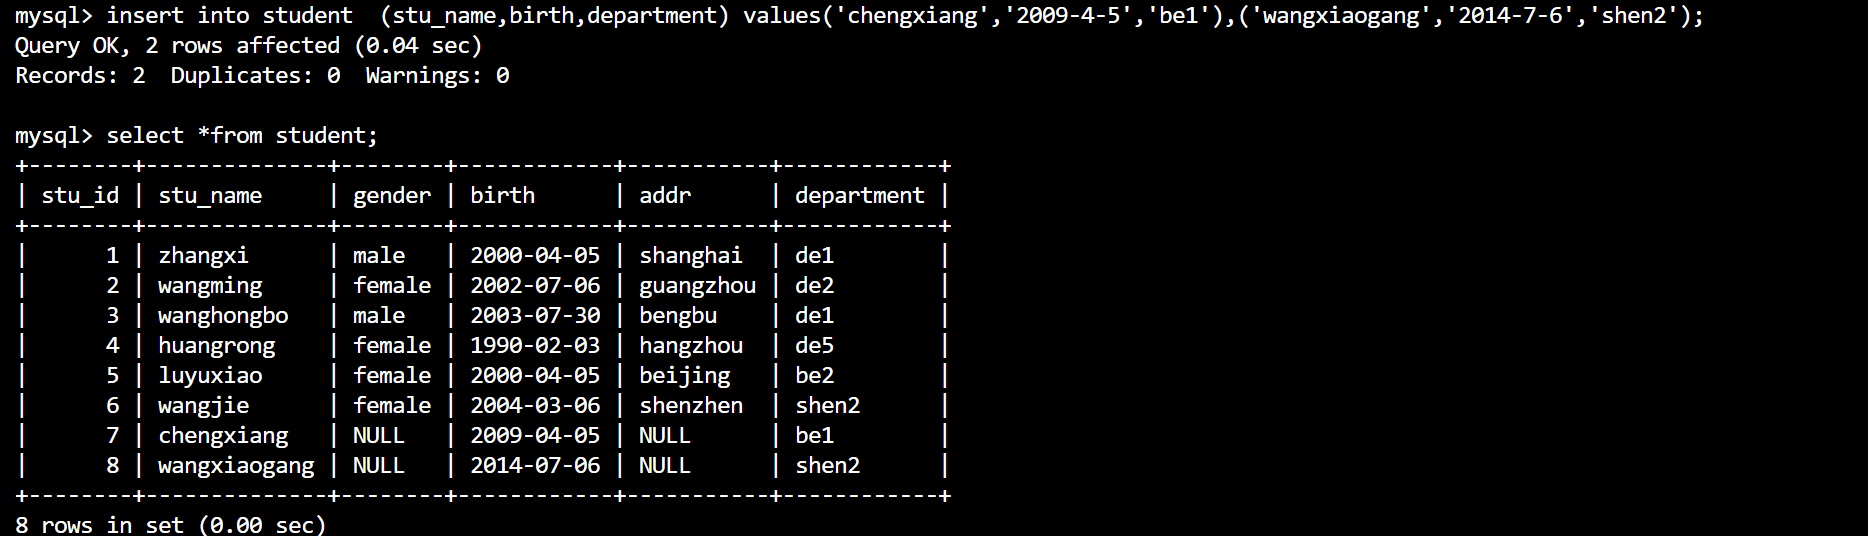 mysql> insert into student  (stu_name,birth,department) values('chengxiang','2009-4-5','be1'),('wangxiaogang','2014-7-6','shen2');
Query OK, 2 rows affected (0.04 sec)
Records: 2  Duplicates: 0  Warnings: 0

mysql> select *from student;
+--------+--------------+--------+------------+-----------+------------+
| stu_id | stu_name     | gender | birth      | addr      | department |
+--------+--------------+--------+------------+-----------+------------+
|      1 | zhangxi      | male   | 2000-04-05 | shanghai  | de1        |
|      2 | wangming     | female | 2002-07-06 | guangzhou | de2        |
|      3 | wanghongbo   | male   | 2003-07-30 | bengbu    | de1        |
|      4 | huangrong    | female | 1990-02-03 | hangzhou  | de5        |
|      5 | luyuxiao     | female | 2000-04-05 | beijing   | be2        |
|      6 | wangjie      | female | 2004-03-06 | shenzhen  | shen2      |
|      7 | chengxiang   | NULL   | 2009-04-05 | NULL      | be1        |
|      8 | wangxiaogang | NULL   | 2014-07-06 | NULL      | shen2      |
+--------+--------------+--------+------------+-----------+------------+
8 rows in set (0.00 sec)